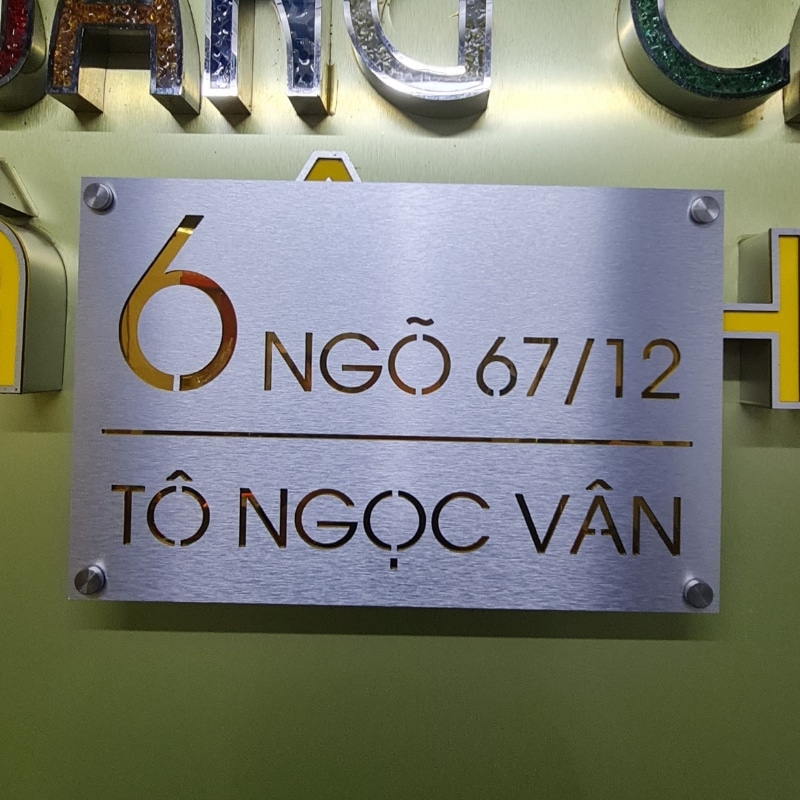 6 NGÕ 67/12
TÔ NGỌC VÂN